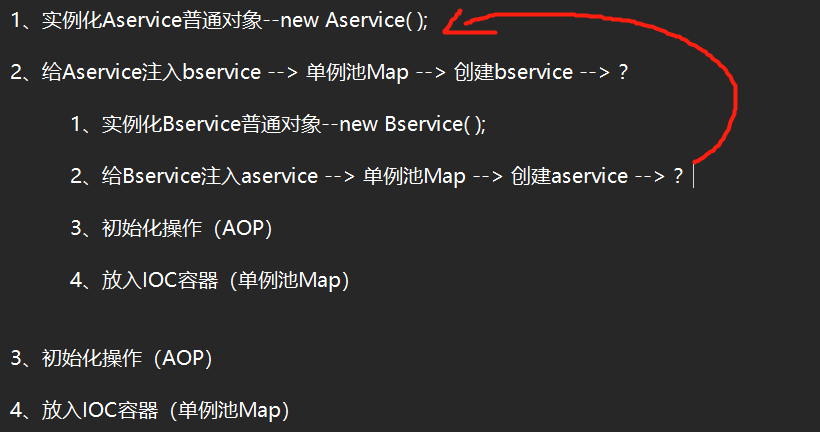 1、实例化Aservice普通对象--new Aservice( );
2、给Aservice注入bservice --> 单例池Map --> 创建bservice --> ？
1、实例化Bservice普通对象--new Bservice( );
2、给Bservice注入aservice --> 单例池Map --> 创建aservice --> ？
3、初始化操作（AOP）
4、放入IOC容器（单例池Map）
3、初始化操作（AOP）
4、放入IOC容器（单例池Map）